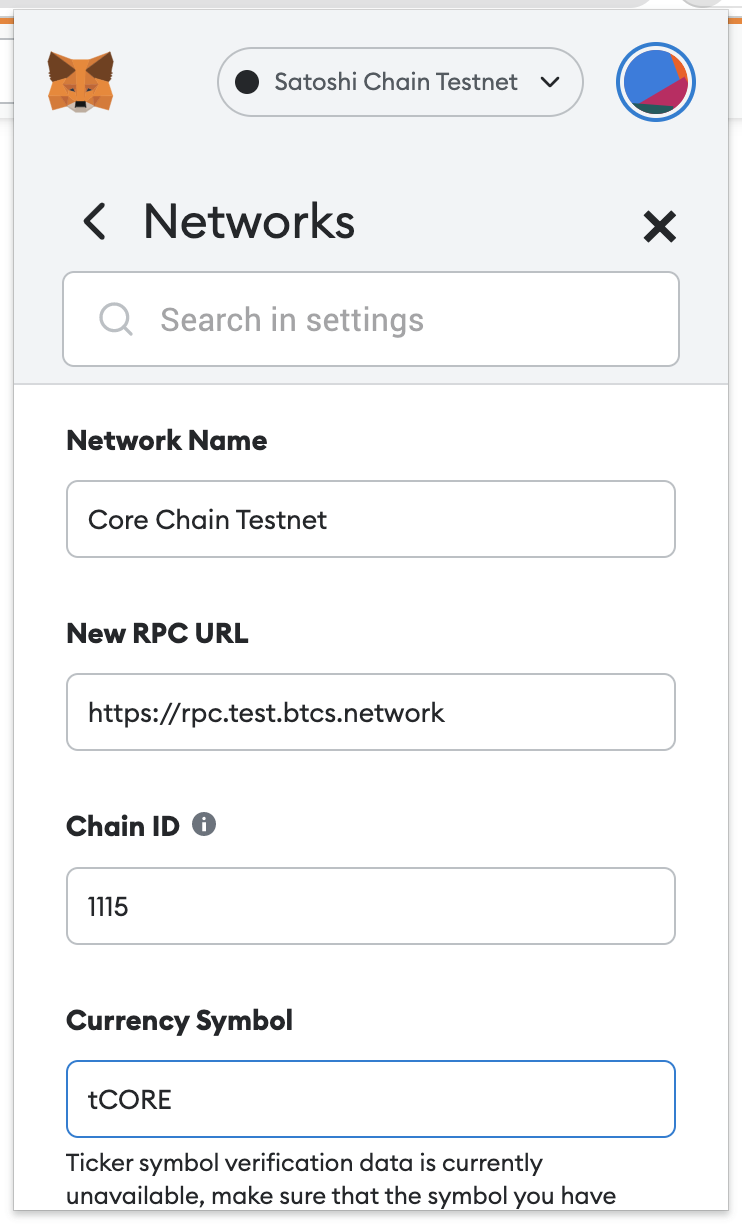 Satoshi Chain Testnet
Networks
Search in settings
Network Name
Core Chain Testnet
New RPC URL
https://rpc.test.btcs.network
Chain ID
1115
Currency Symbol
tCORE
Ticker symbol verification data is currently
unavailable, make sure that the symbol you have